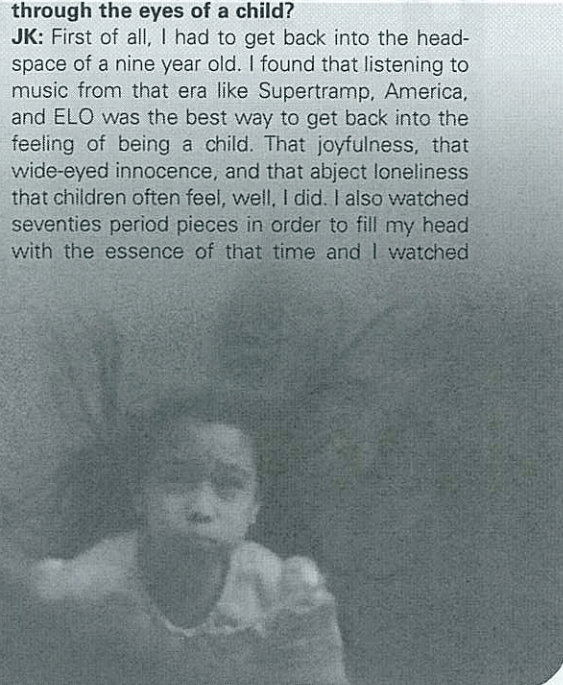 through the eyes of a child?
JK: First of all, I had to get back into the head-
space of a nine year old. I found that listening to
music from that era like Supertramp, America,
and ELO was the best way to get back into the
feeling of being a child. That joyfulness, that
wide-eyed innocence, and that abject loneliness
that children often feel, well, I did. I also watched
seventies period pieces in order to fill my head
with the essence of that time and I watched